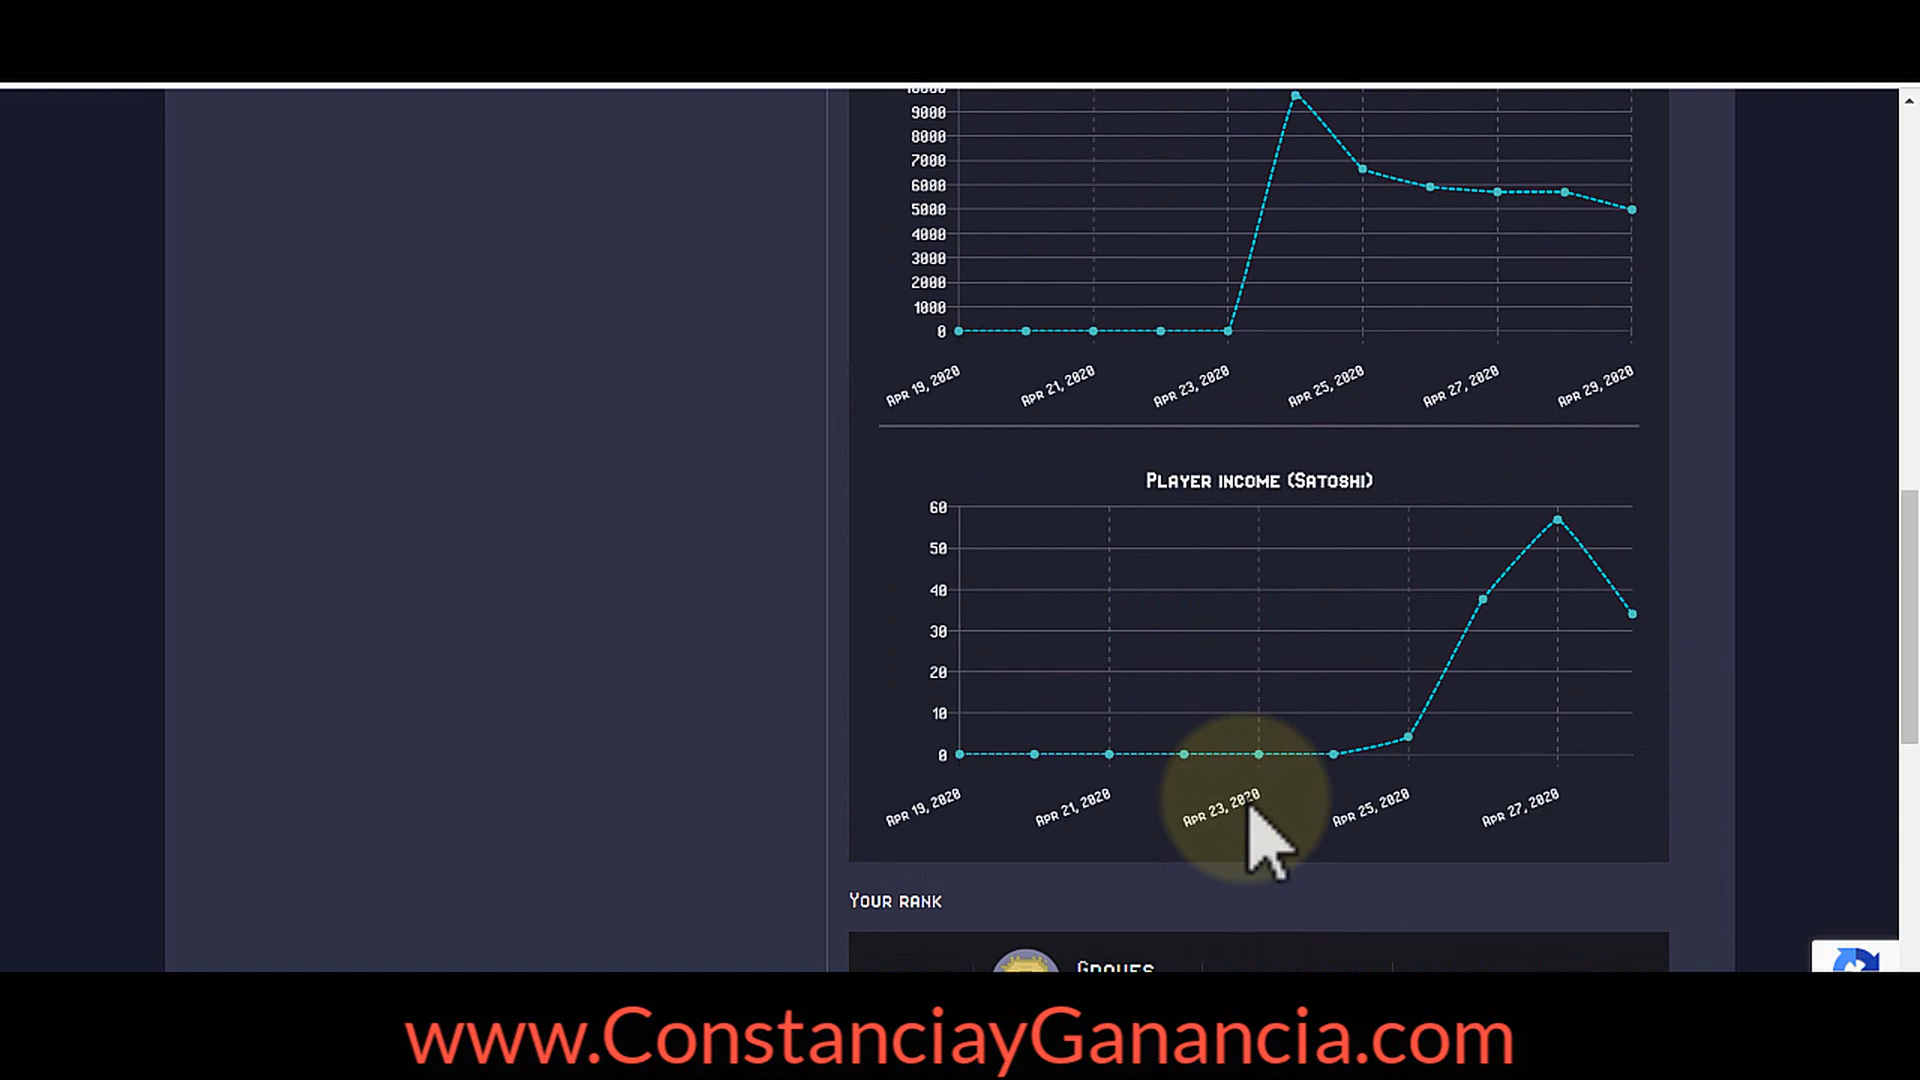 10000
9000
8000
7000
6000
5000
4000
3000
2000
1000
0
Apr 19, 2020
Apr 21, 2020
Apr 23, 2020
Apr 25, 2020
Apr 27, 2020
Apr 29, 2020
Player income (Satoshi)
60
50
40
30
20
10
0
Apr 19, 2020
Apr 21, 2020
Apr 23, 2020
Apr 25, 2020
Apr 27, 2020
Your rank
www.ConstanciayGanancia.com